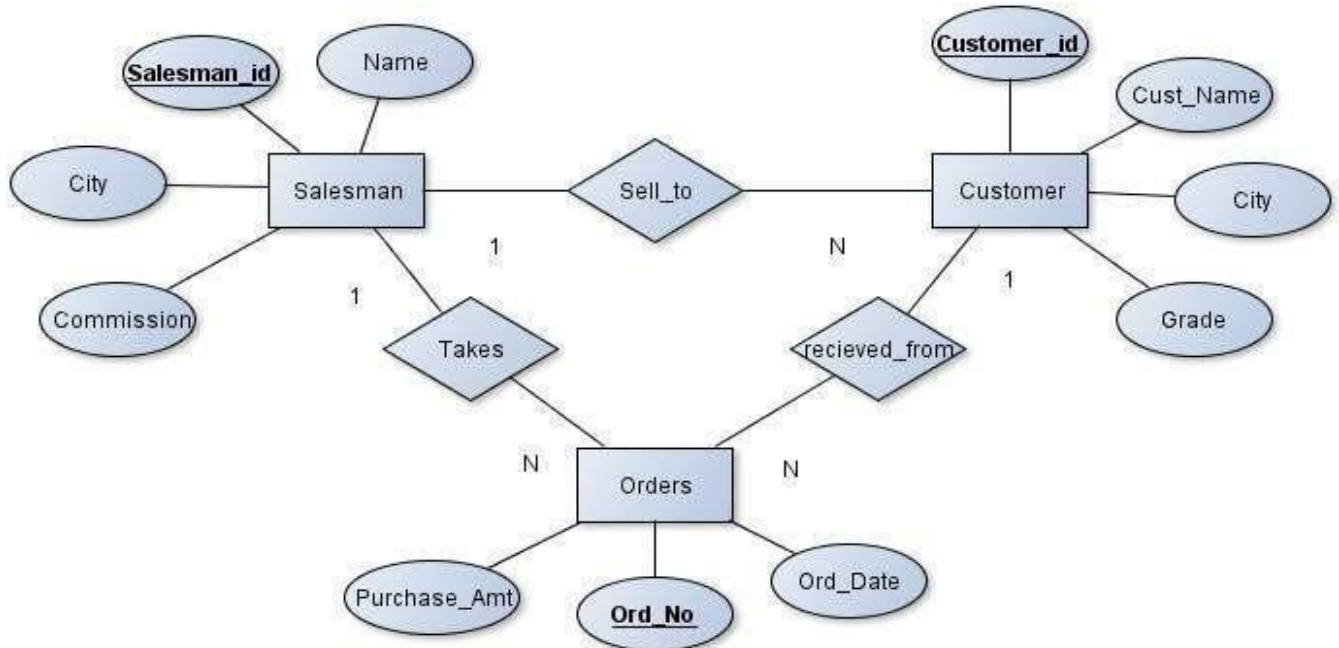 Salesman_id
Name
Customer_id
Cust_Name
City
Salesman
Sell_to
Customer
City
1
N
1
1
Commission
Takes
recieved_from
Grade
N
N
Orders
Purchase_Amt
Ord_No
Ord_Date